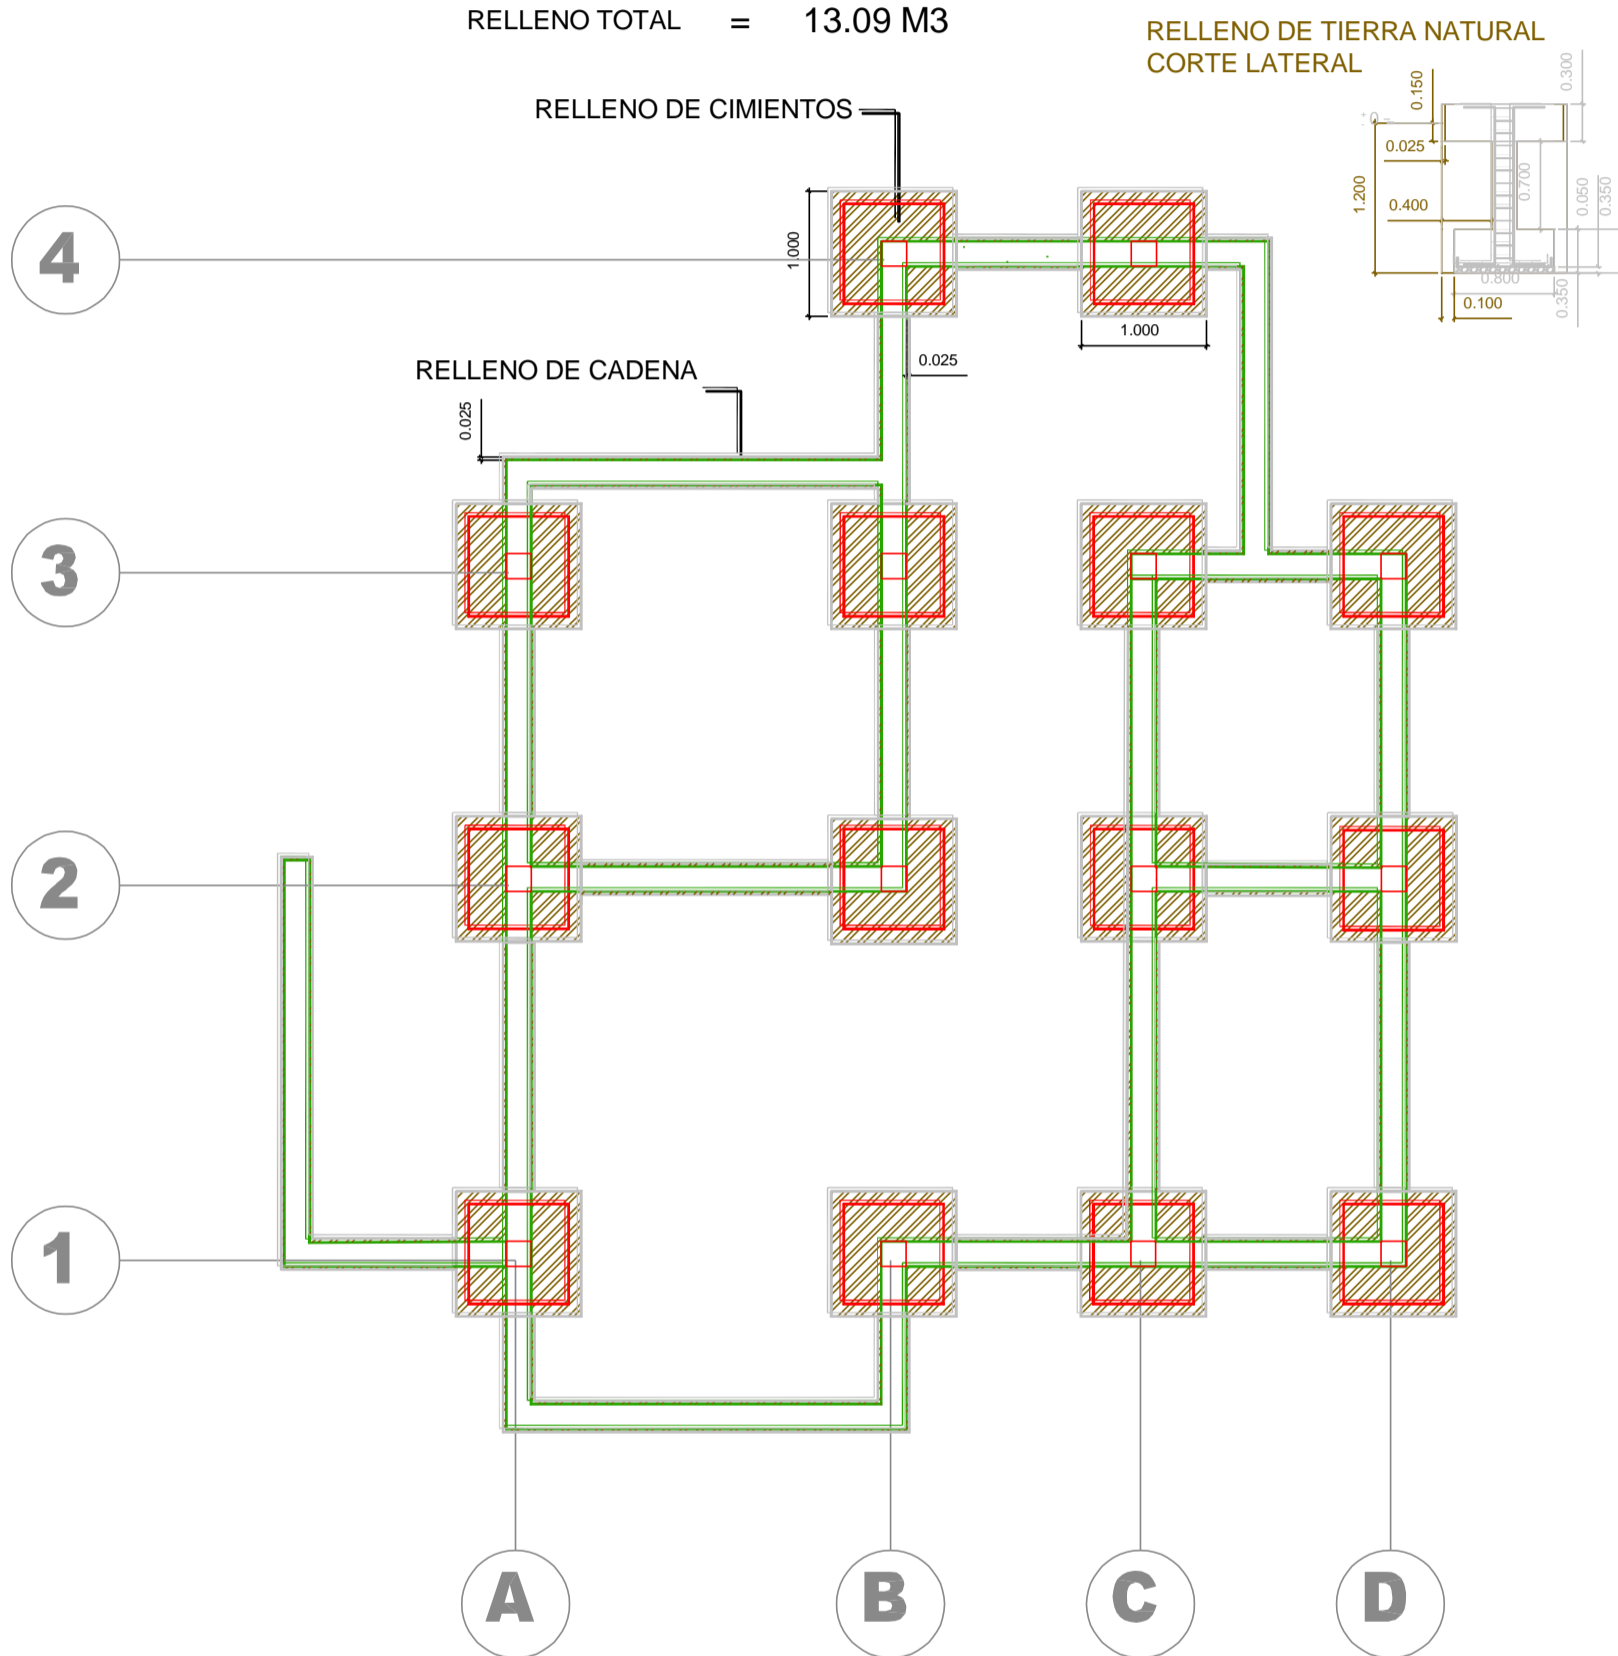 RELLENO TOTAL = 13.09 M3
RELLENO DE TIERRA NATURAL
CORTE LATERAL
RELLENO DE CIMIENTOS
0.150
0.300
0.025
1.200
0.400
0.700
0.050
0.350
0.800
0.100
0.350
4
1.000
1.000
0.025
RELLENO DE CADENA
0.025
3
2
1
A
B
C
D